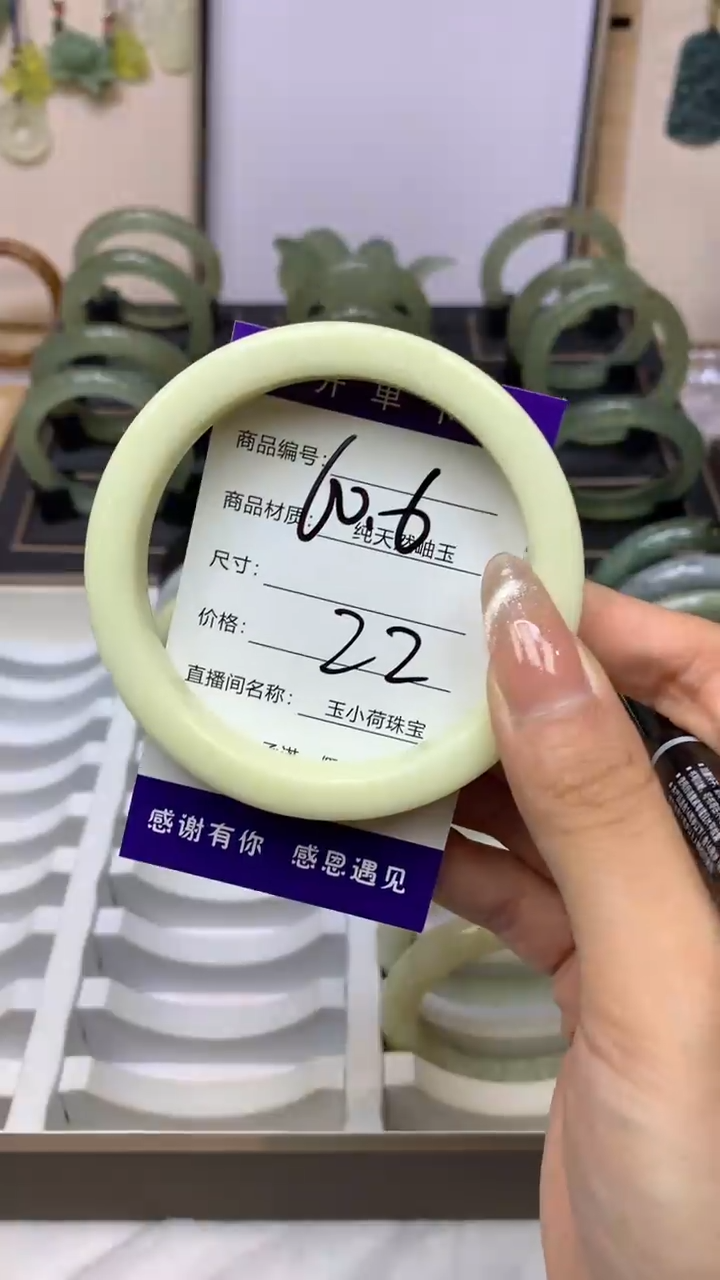 开单卡
商品编号:
60.6
商品材质: 纯天然岫玉
尺寸:
价格: 22
直播间名称: 玉小荷珠宝
感谢有你 感恩遇见